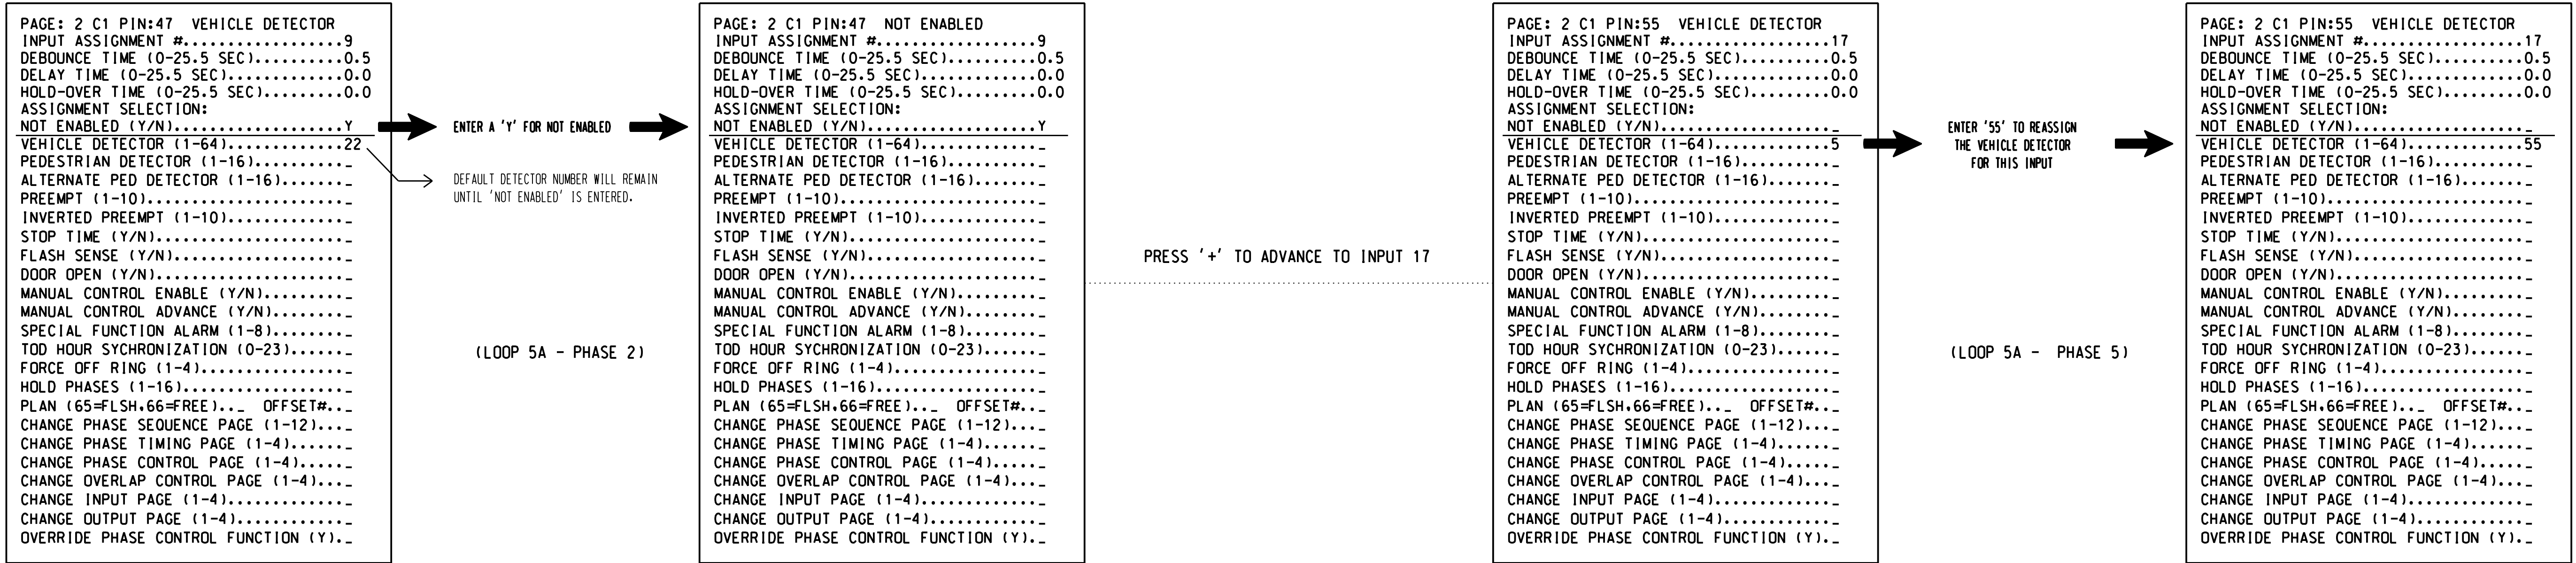 PAGE: 2 C1 PIN:47 VEHICLE DETECTOR
INPUT ASSIGNMENT #..................9
DEBOUNCE TIME (0-25.5 SEC)..........0.5
DELAY TIME (0-25.5 SEC).............0.0
HOLD-OVER TIME (0-25.5 SEC).........0.0
ASSIGNMENT SELECTION:
NOT ENABLED (Y/N)...................Y
VEHICLE DETECTOR (1-64).............22
PEDESTRIAN DETECTOR (1-16).........._
ALTERNATE PED DETECTOR (1-16)......._
PREEMPT (1-10)......................_
INVERTED PREEMPT (1-10)............._
STOP TIME (Y/N)....................._
FLASH SENSE (Y/N)..................._
DOOR OPEN (Y/N)....................._
MANUAL CONTROL ENABLE (Y/N)........._
MANUAL CONTROL ADVANCE (Y/N)........_
SPECIAL FUNCTION ALARM (1-8)........_
TOD HOUR SYCHRONIZATION (0-23)......_
FORCE OFF RING (1-4)................_
HOLD PHASES (1-16).................._
PLAN (65=FLSH,66=FREE).._ OFFSET#.._
CHANGE PHASE SEQUENCE PAGE (1-12)..._
CHANGE PHASE TIMING PAGE (1-4)......_
CHANGE PHASE CONTROL PAGE (1-4)....._
CHANGE OVERLAP CONTROL PAGE (1-4)..._
CHANGE INPUT PAGE (1-4)............._
CHANGE OUTPUT PAGE (1-4)............_
OVERRIDE PHASE CONTROL FUNCTION (Y)._
ENTER A 'Y' FOR NOT ENABLED
DEFAULT DETECTOR NUMBER WILL REMAIN
UNTIL 'NOT ENABLED' IS ENTERED.
(LOOP 5A - PHASE 2)
PAGE: 2 C1 PIN:47 NOT ENABLED
INPUT ASSIGNMENT #..................9
DEBOUNCE TIME (0-25.5 SEC)..........0.5
DELAY TIME (0-25.5 SEC).............0.0
HOLD-OVER TIME (0-25.5 SEC).........0.0
ASSIGNMENT SELECTION:
NOT ENABLED (Y/N)...................Y
VEHICLE DETECTOR (1-64)............._
PEDESTRIAN DETECTOR (1-16).........._
ALTERNATE PED DETECTOR (1-16)......._
PREEMPT (1-10)......................_
INVERTED PREEMPT (1-10)............._
STOP TIME (Y/N)....................._
FLASH SENSE (Y/N)..................._
DOOR OPEN (Y/N)....................._
MANUAL CONTROL ENABLE (Y/N)........._
MANUAL CONTROL ADVANCE (Y/N)........_
SPECIAL FUNCTION ALARM (1-8)........_
TOD HOUR SYCHRONIZATION (0-23)......_
FORCE OFF RING (1-4)................_
HOLD PHASES (1-16).................._
PLAN (65=FLSH,66=FREE).._ OFFSET#.._
CHANGE PHASE SEQUENCE PAGE (1-12)..._
CHANGE PHASE TIMING PAGE (1-4)......_
CHANGE PHASE CONTROL PAGE (1-4)....._
CHANGE OVERLAP CONTROL PAGE (1-4)..._
CHANGE INPUT PAGE (1-4)............._
CHANGE OUTPUT PAGE (1-4)............_
OVERRIDE PHASE CONTROL FUNCTION (Y)._
PRESS '+' TO ADVANCE TO INPUT 17
PAGE: 2 C1 PIN:55 VEHICLE DETECTOR
INPUT ASSIGNMENT #..................17
DEBOUNCE TIME (0-25.5 SEC)..........0.5
DELAY TIME (0-25.5 SEC).............0.0
HOLD-OVER TIME (0-25.5 SEC).........0.0
ASSIGNMENT SELECTION:
NOT ENABLED (Y/N)..................._
VEHICLE DETECTOR (1-64).............5
PEDESTRIAN DETECTOR (1-16).........._
ALTERNATE PED DETECTOR (1-16)......._
PREEMPT (1-10)......................_
INVERTED PREEMPT (1-10)............._
STOP TIME (Y/N)....................._
FLASH SENSE (Y/N)..................._
DOOR OPEN (Y/N)....................._
MANUAL CONTROL ENABLE (Y/N)........._
MANUAL CONTROL ADVANCE (Y/N)........_
SPECIAL FUNCTION ALARM (1-8)........_
TOD HOUR SYCHRONIZATION (0-23)......_
FORCE OFF RING (1-4)................_
HOLD PHASES (1-16).................._
PLAN (65=FLSH,66=FREE).._ OFFSET#.._
CHANGE PHASE SEQUENCE PAGE (1-12)..._
CHANGE PHASE TIMING PAGE (1-4)......_
CHANGE PHASE CONTROL PAGE (1-4)....._
CHANGE OVERLAP CONTROL PAGE (1-4)..._
CHANGE INPUT PAGE (1-4)............._
CHANGE OUTPUT PAGE (1-4)............_
OVERRIDE PHASE CONTROL FUNCTION (Y)._
ENTER '55' TO REASSIGN
THE VEHICLE DETECTOR
FOR THIS INPUT
(LOOP 5A - PHASE 5)
PAGE: 2 C1 PIN:55 VEHICLE DETECTOR
INPUT ASSIGNMENT #..................17
DEBOUNCE TIME (0-25.5 SEC)..........0.5
DELAY TIME (0-25.5 SEC).............0.0
HOLD-OVER TIME (0-25.5 SEC).........0.0
ASSIGNMENT SELECTION:
NOT ENABLED (Y/N)..................._
VEHICLE DETECTOR (1-64).............55
PEDESTRIAN DETECTOR (1-16).........._
ALTERNATE PED DETECTOR (1-16)......._
PREEMPT (1-10)......................_
INVERTED PREEMPT (1-10)............._
STOP TIME (Y/N)....................._
FLASH SENSE (Y/N)..................._
DOOR OPEN (Y/N)....................._
MANUAL CONTROL ENABLE (Y/N)........._
MANUAL CONTROL ADVANCE (Y/N)........_
SPECIAL FUNCTION ALARM (1-8)........_
TOD HOUR SYCHRONIZATION (0-23)......_
FORCE OFF RING (1-4)................_
HOLD PHASES (1-16).................._
PLAN (65=FLSH,66=FREE).._ OFFSET#.._
CHANGE PHASE SEQUENCE PAGE (1-12)..._
CHANGE PHASE TIMING PAGE (1-4)......_
CHANGE PHASE CONTROL PAGE (1-4)....._
CHANGE OVERLAP CONTROL PAGE (1-4)..._
CHANGE INPUT PAGE (1-4)............._
CHANGE OUTPUT PAGE (1-4)............_
OVERRIDE PHASE CONTROL FUNCTION (Y)._